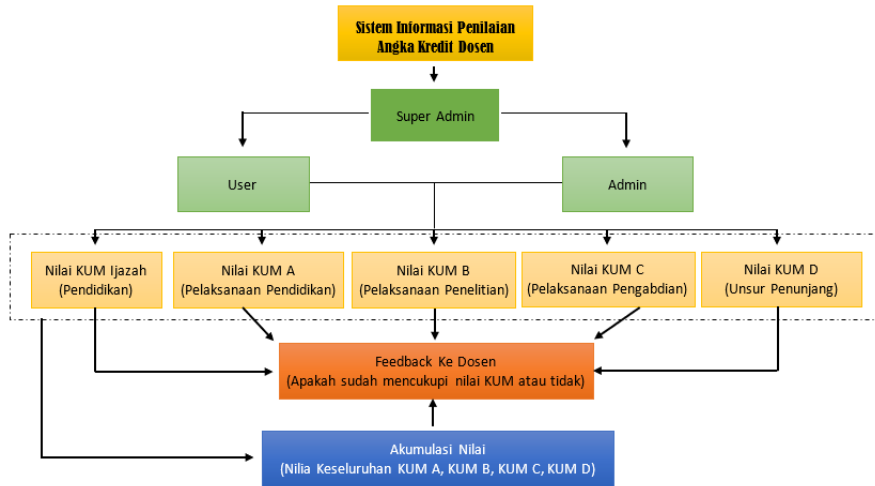 Sistem Informasi Penilaian
Angka Kredit Dosen
Super Admin
User
Admin
Nilai KUM Ijazah
(Pendidikan)
Nilai KUM A
(Pelaksanaan Pendidikan)
Nilai KUM B
(Pelaksanaan Penelitian)
Nilai KUM C
(Pelaksanaan Pengabdian)
Nilai KUM D
(Unsur Penunjang)
Feedback Ke Dosen
(Apakah sudah mencukupi nilai KUM atau tidak)
Akumulasi Nilai
(Nilia Keseluruhan KUM A, KUM B, KUM C, KUM D)